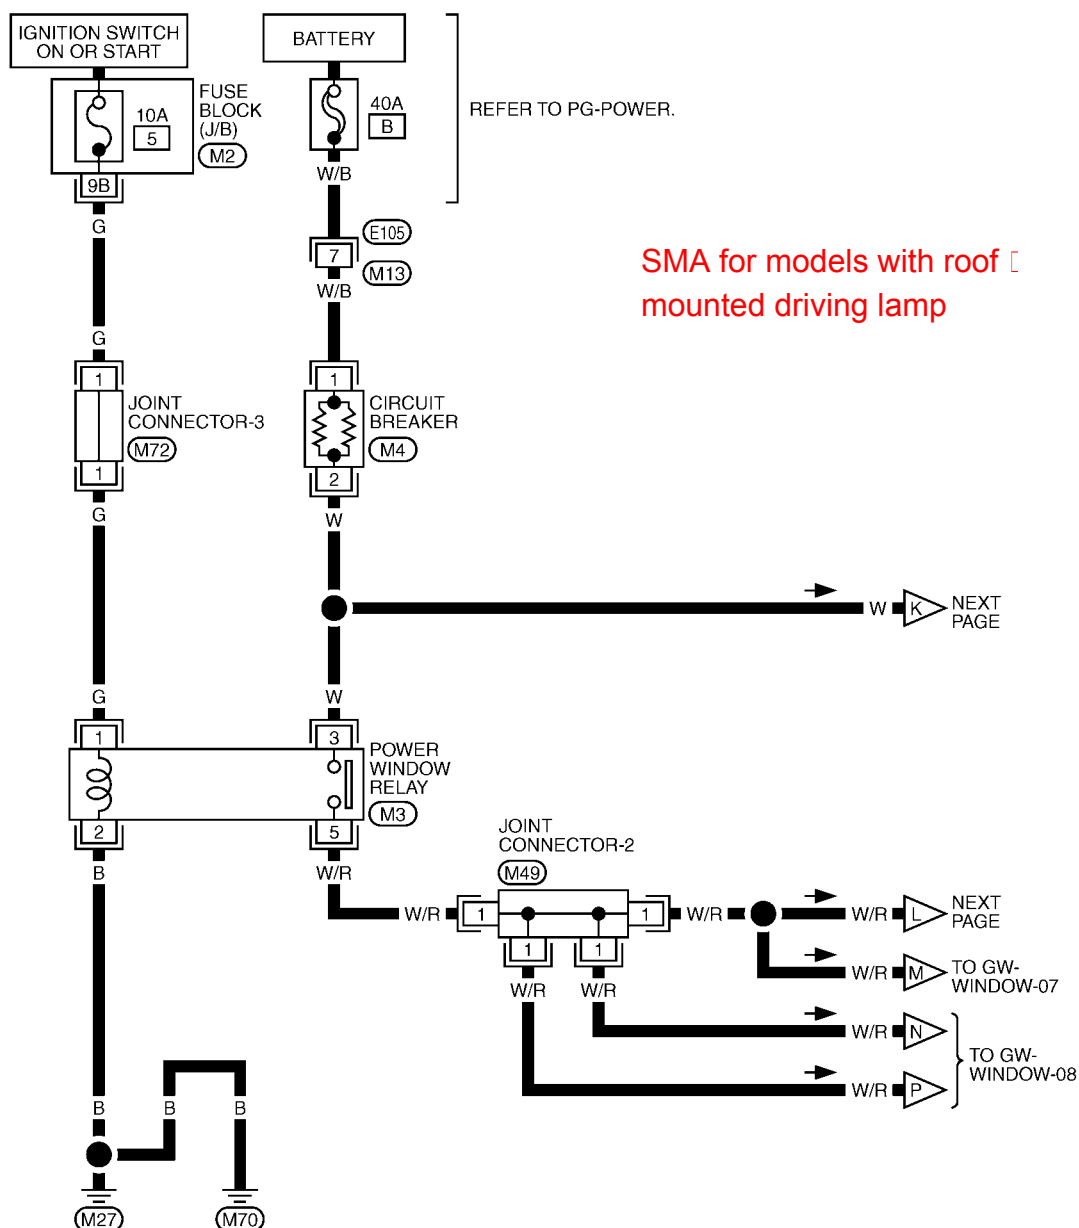 IGNITION SWITCH
ON OR START
BATTERY
10A
5
FUSE
BLOCK
(J/B)
M2
40A
B
REFER TO PG-POWER.
9B
W/B
G
E105
7
M13
W/B
SMA for models with roof
mounted driving lamp
G
1
JOINT
CONNECTOR-3
M72
1
1
CIRCUIT
BREAKER
M4
2
G
W
W
K
NEXT
PAGE
G
W
1
3
POWER
WINDOW
RELAY
M3
2
5
B
W/R
JOINT
CONNECTOR-2
M49
W/R
1
1
W/R
W/R
L
NEXT
PAGE
1
1
W/R
W/R
W/R
M
TO GW-
WINDOW-07
W/R
N
W/R
P
TO GW-
WINDOW-08
B
B
B
M27
M70